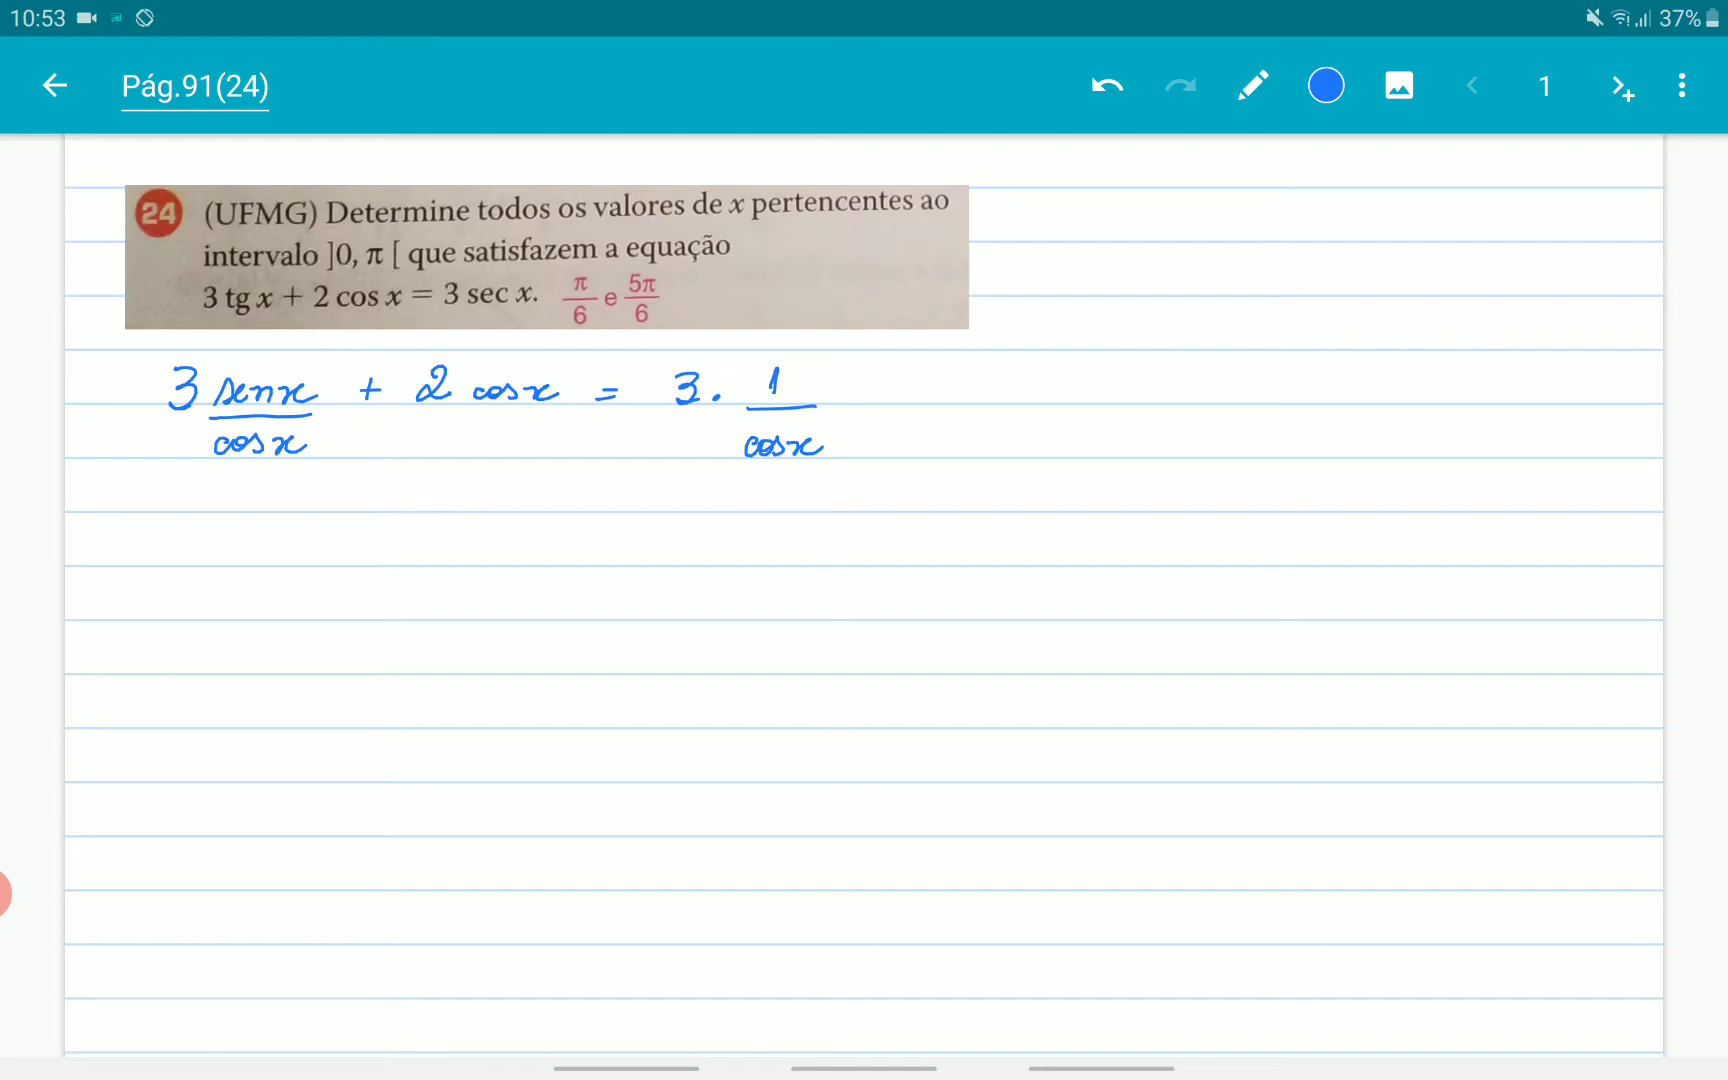 10:53 37%
Pág.91(24) 1
24 (UFMG) Determine todos os valores de x pertencentes ao
intervalo ]0, π [ que satisfazem a equação
3 tg x + 2 cos x = 3 sec x. π/6 e 5π/6
3 senx/cosx + 2 cosx = 3. 1/cosx